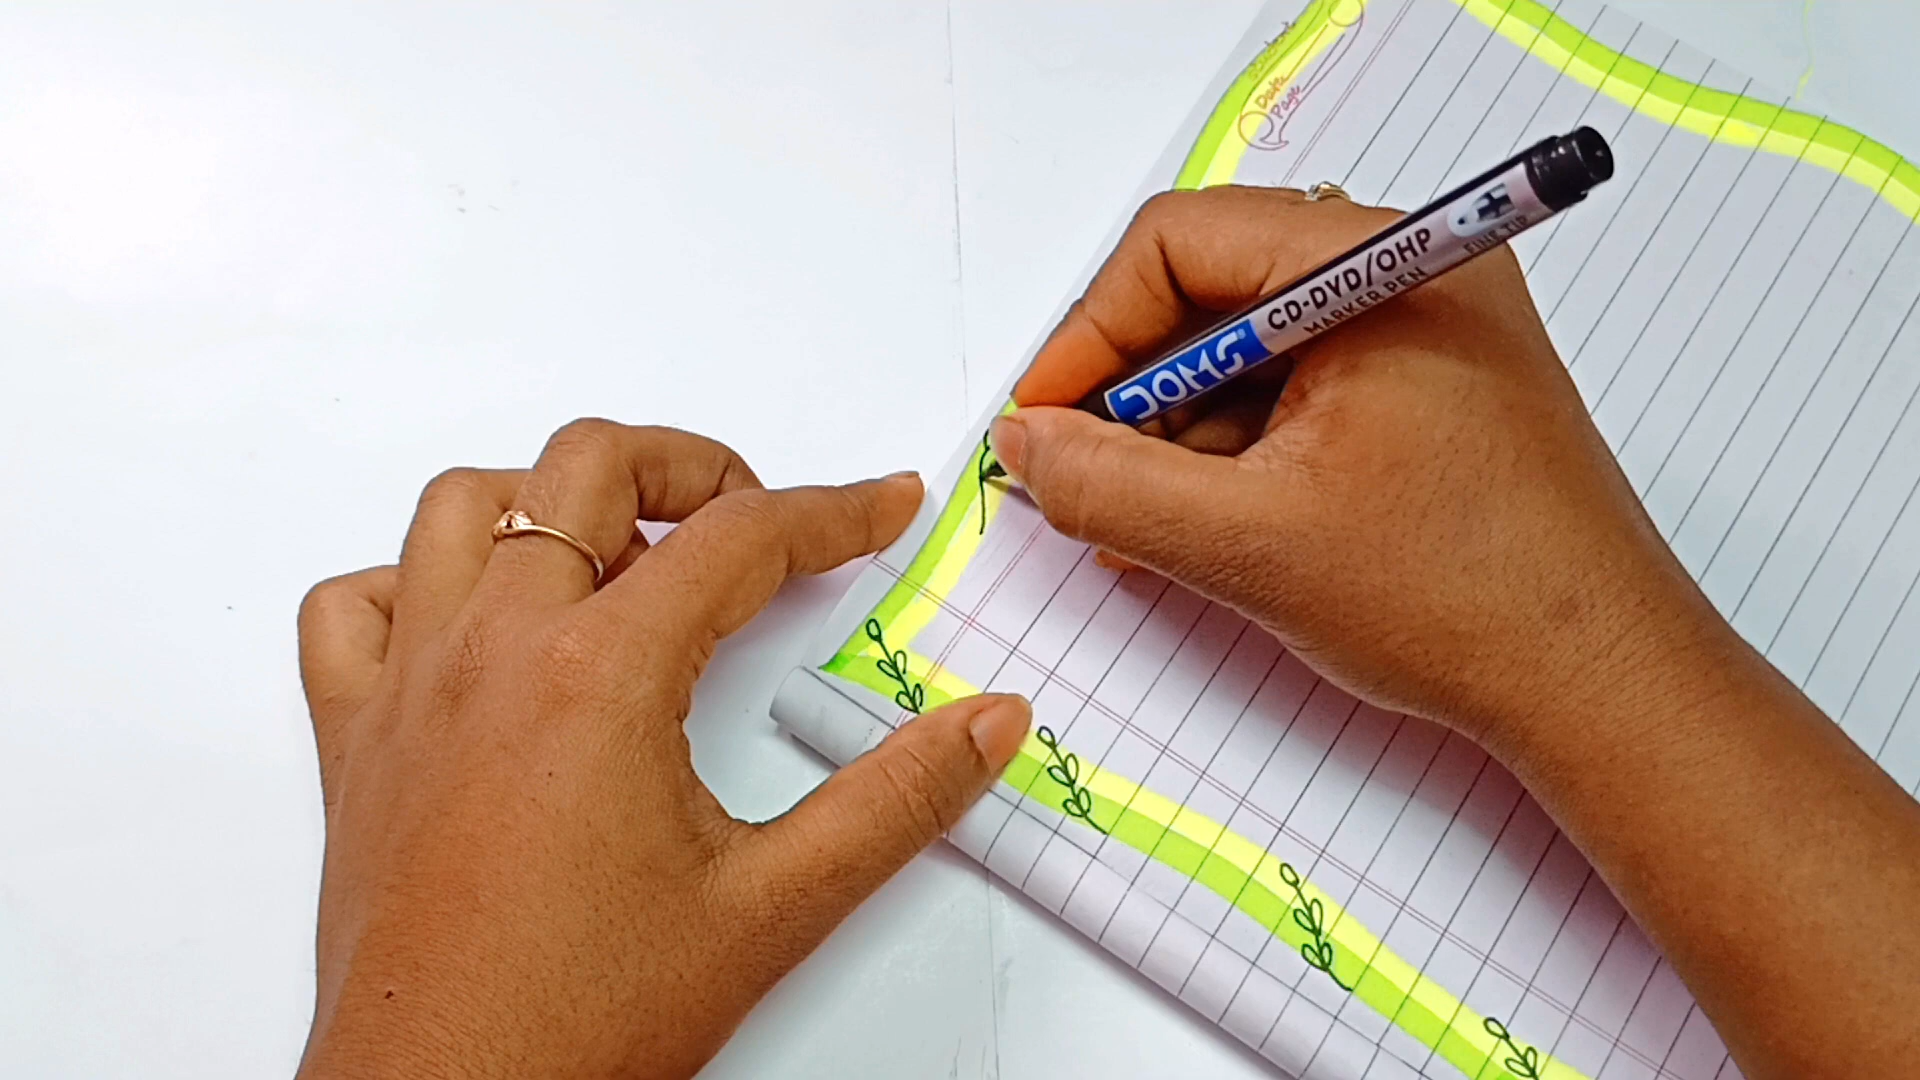 DOMS
CD-DVD/OHP
MARKER PEN
FINE TIP
Date
Page